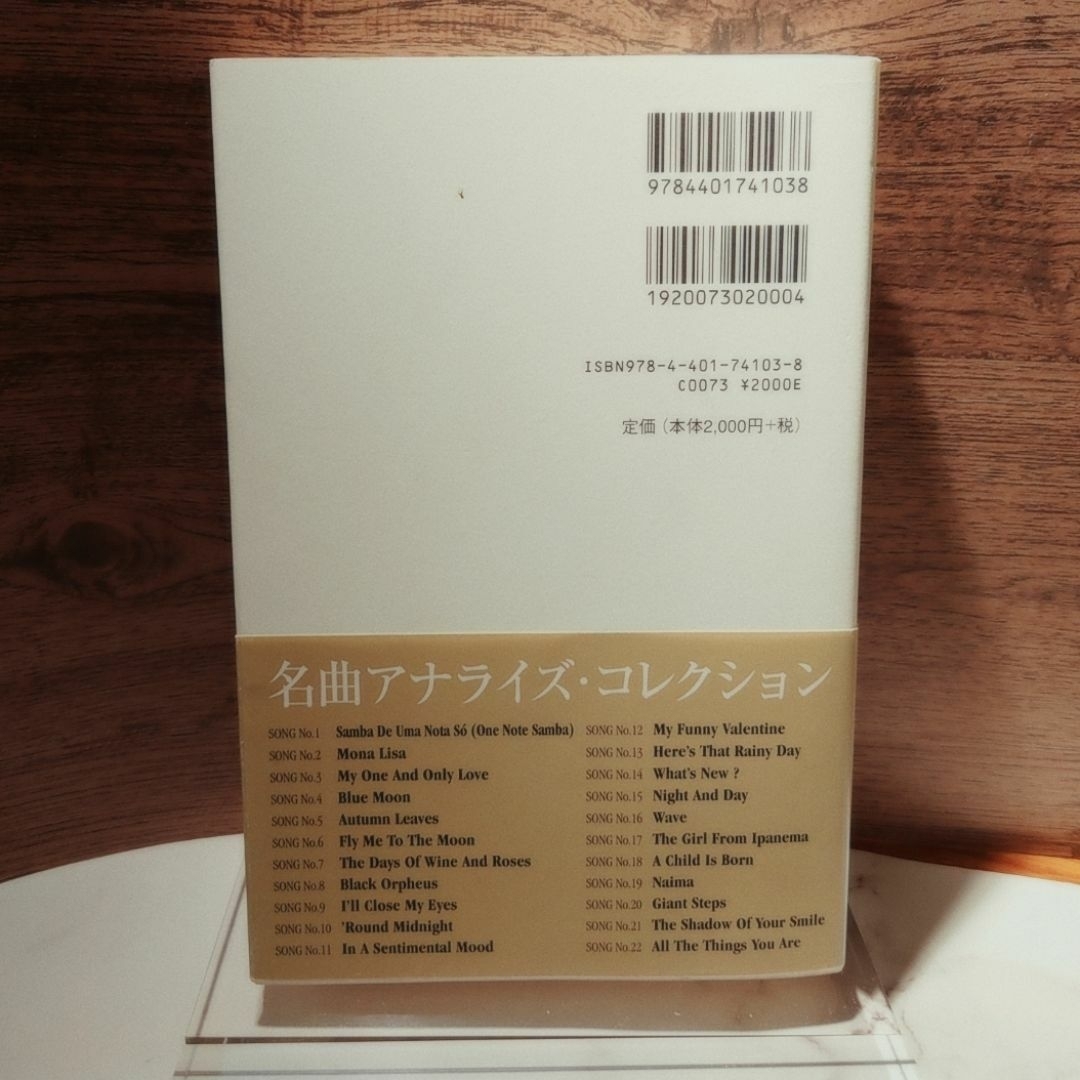 9784401741038
1920073020004
ISBN978-4-401-74103-8
C0073 ¥2000E
定価（本体2,000円+税）
名曲アナライズ・コレクション
SONG No.1 Samba De Uma Nota Só (One Note Samba)
SONG No.2 Mona Lisa
SONG No.3 My One And Only Love
SONG No.4 Blue Moon
SONG No.5 Autumn Leaves
SONG No.6 Fly Me To The Moon
SONG No.7 The Days Of Wine And Roses
SONG No.8 Black Orpheus
SONG No.9 I'll Close My Eyes
SONG No.10 'Round Midnight
SONG No.11 In A Sentimental Mood
SONG No.12 My Funny Valentine
SONG No.13 Here's That Rainy Day
SONG No.14 What's New ?
SONG No.15 Night And Day
SONG No.16 Wave
SONG No.17 The Girl From Ipanema
SONG No.18 A Child Is Born
SONG No.19 Naima
SONG No.20 Giant Steps
SONG No.21 The Shadow Of Your Smile
SONG No.22 All The Things You Are